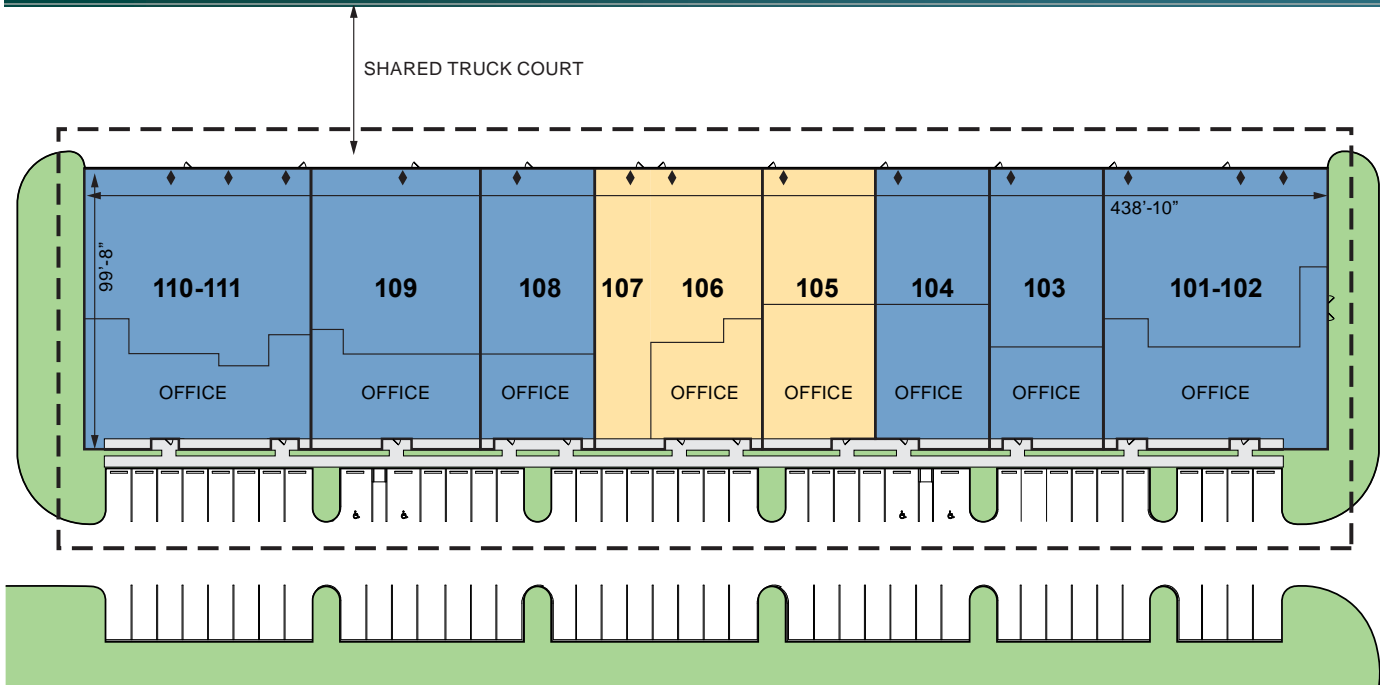 SHARED TRUCK COURT
438’-10”
99’-8”
110-111
109
108
107
106
105
104
103
101-102
OFFICE
OFFICE
OFFICE
OFFICE
OFFICE
OFFICE
OFFICE
OFFICE